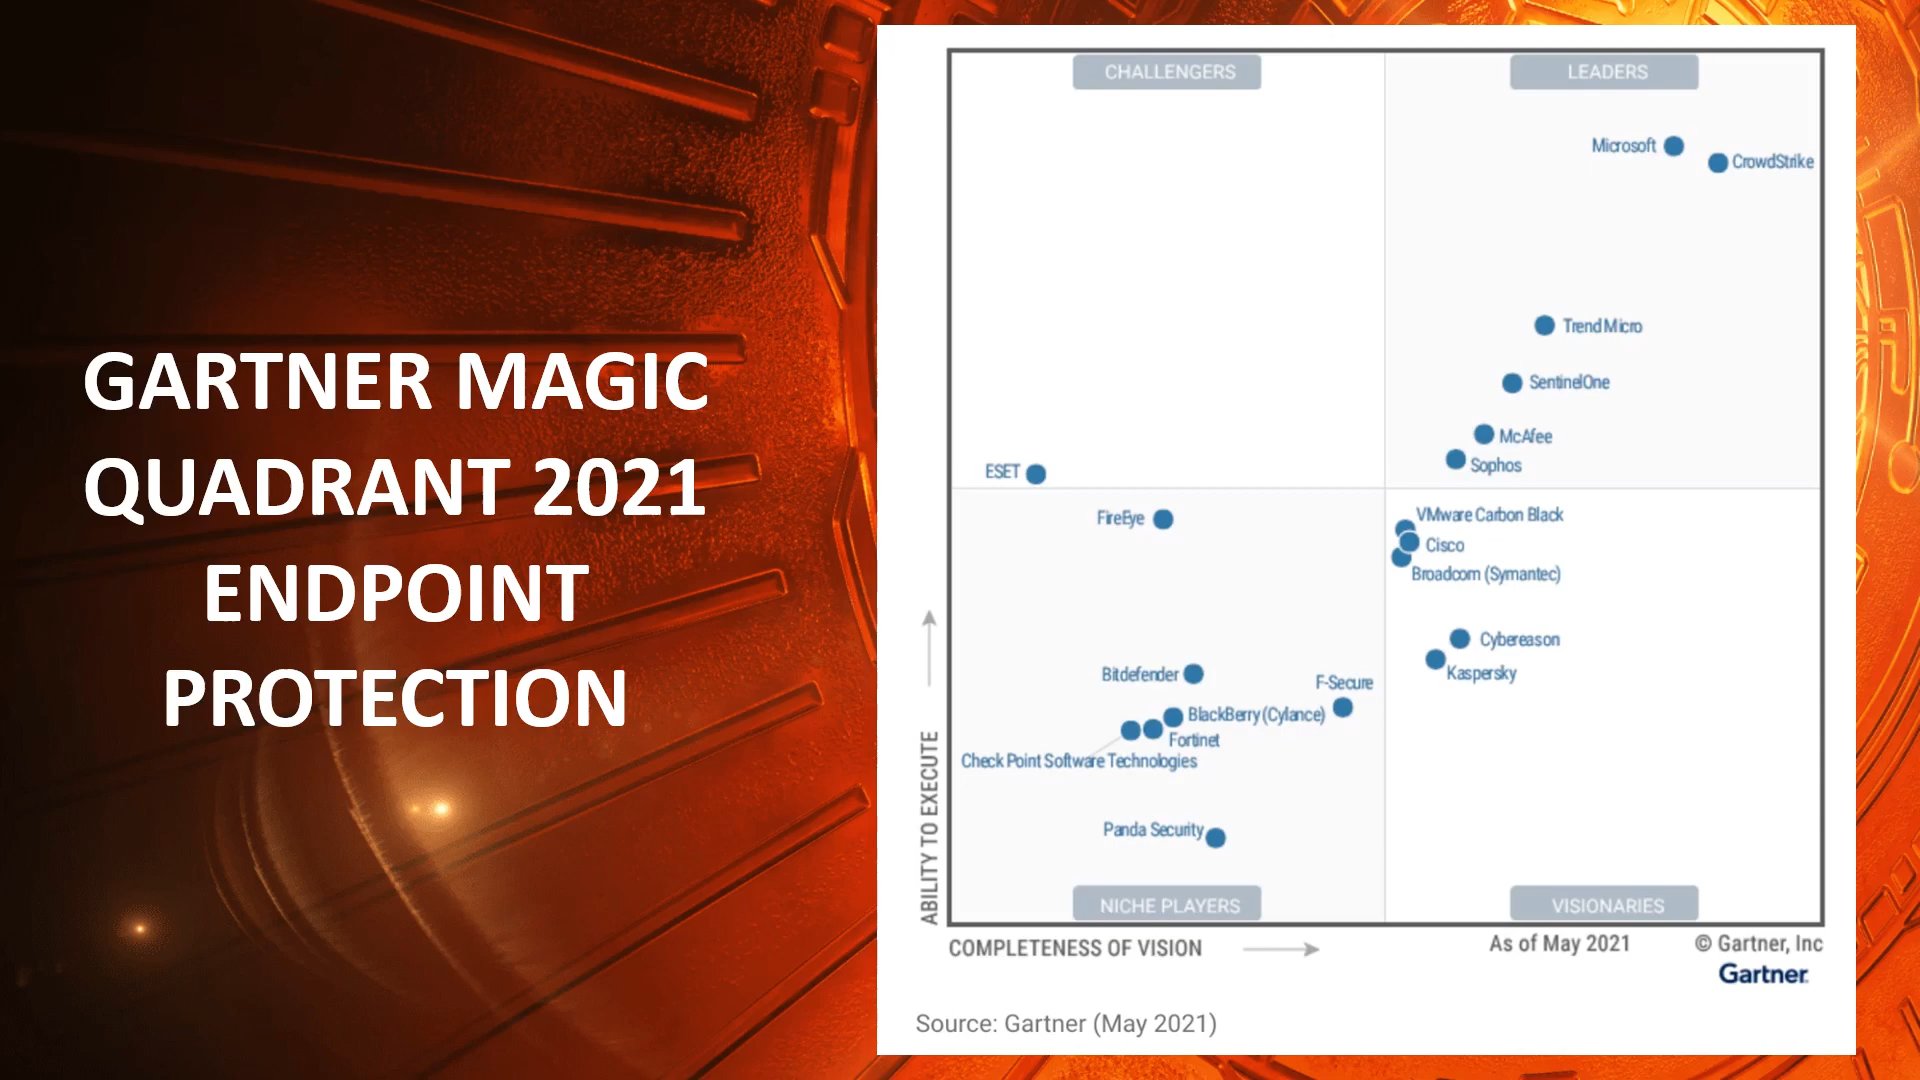 GARTNER MAGIC
QUADRANT 2021
ENDPOINT
PROTECTION
CHALLENGERS
LEADERS
Microsoft
CrowdStrike
Trend Micro
SentinelOne
McAfee
Sophos
ESET
FireEye
VMware Carbon Black
Cisco
Broadcom (Symantec)
Cybereason
Kaspersky
Bitdefender
F-Secure
BlackBerry (Cylance)
Fortinet
Check Point Software Technologies
Panda Security
NICHE PLAYERS
VISIONARIES
ABILITY TO EXECUTE
COMPLETENESS OF VISION
As of May 2021
© Gartner, Inc
Gartner
Source: Gartner (May 2021)